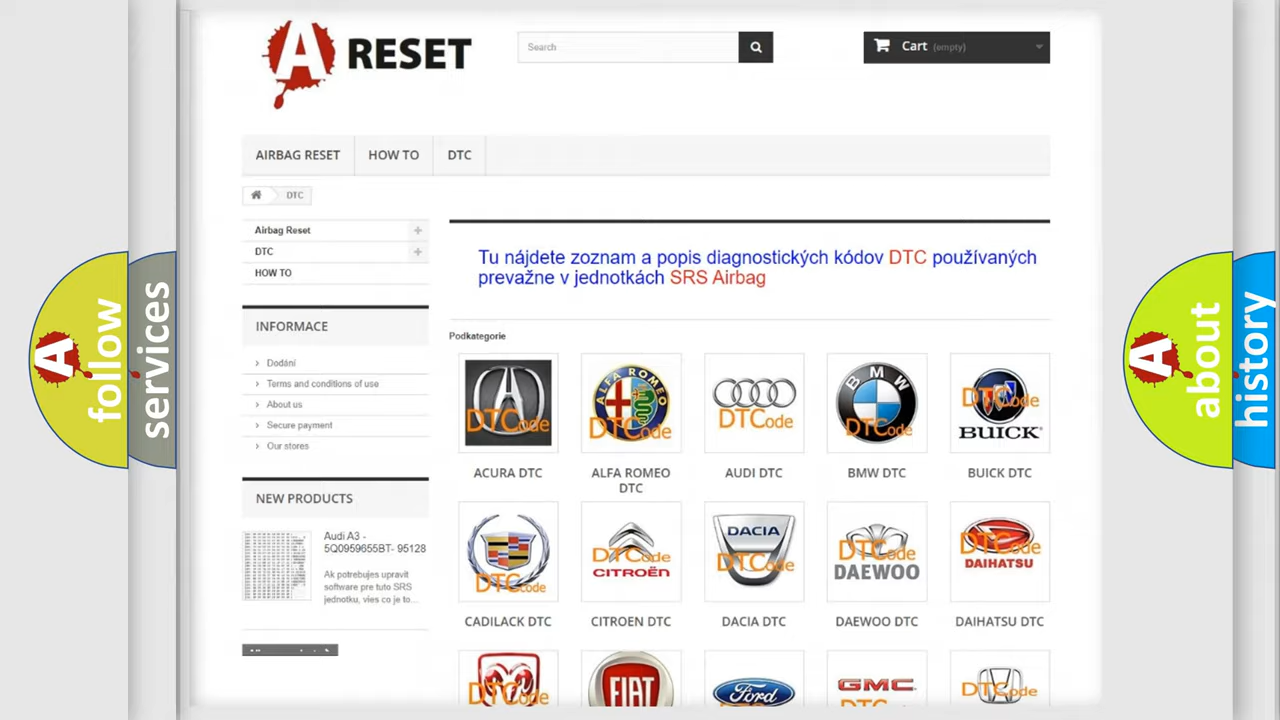 A RESET
Search
Cart (empty)
AIRBAG RESET
HOW TO
DTC
DTC
Airbag Reset
DTC
HOW TO
INFORMACE
Dodání
Terms and conditions of use
About us
Secure payment
Our stores
NEW PRODUCTS
Audi A3 -
5Q0959655BT- 95128
Ak potrebujes upravit
software pre tuto SRS
jednotku, vies co je to...
Tu nájdete zoznam a popis diagnostických kódov DTC používaných
prevažne v jednotkách SRS Airbag
Podkategorie
DTCode
ALFA ROMEO
DTCode
DTCode
BMW
DTCode
DTCode
BUICK
ACURA DTC
ALFA ROMEO
DTC
AUDI DTC
BMW DTC
BUICK DTC
DTCode
DTCode
CITROËN
DACIA
DTCode
DTCode
DAEWOO
DTCode
DAIHATSU
CADILACK DTC
CITROEN DTC
DACIA DTC
DAEWOO DTC
DAIHATSU DTC
DTCode
FIAT
Ford
GMC
DTCode
A follow
services
A about
history